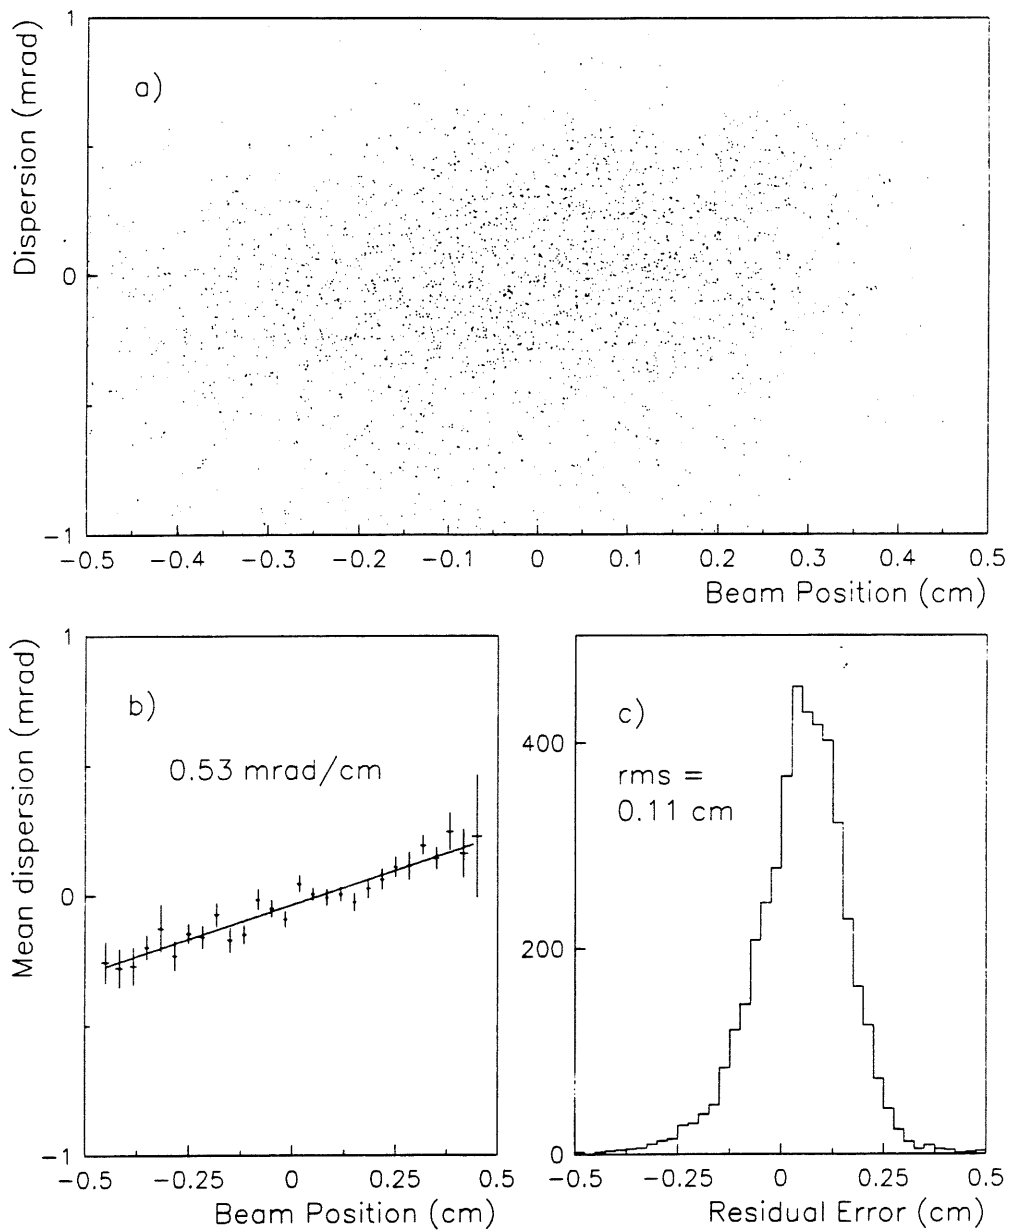 1
a)
Dispersion (mrad)
0
−1
−0.5 −0.4 −0.3 −0.2 −0.1 0 0.1 0.2 0.3 0.4 0.5
Beam Position (cm)
1
b)
0.53 mrad/cm
Mean dispersion (mrad)
0
−1
−0.5 −0.25 0 0.25 0.5
Beam Position (cm)
c)
400
rms =
0.11 cm
200
0
−0.5 −0.25 0 0.25 0.5
Residual Error (cm)